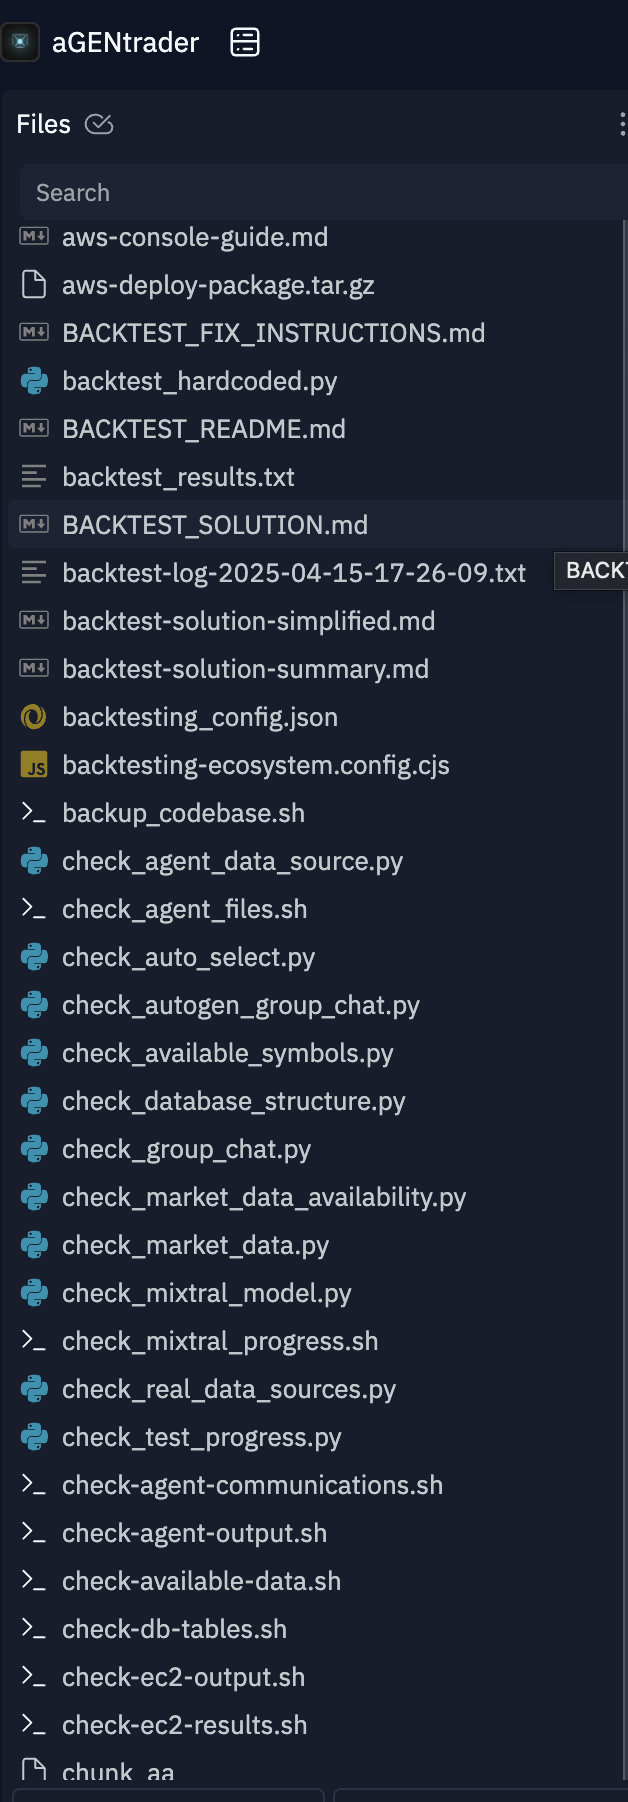 aGENtrader
Files
Search
aws-console-guide.md
aws-deploy-package.tar.gz
BACKTEST_FIX_INSTRUCTIONS.md
backtest_hardcoded.py
BACKTEST_README.md
backtest_results.txt
BACKTEST_SOLUTION.md
backtest-log-2025-04-15-17-26-09.txt
BACKT
backtest-solution-simplified.md
backtest-solution-summary.md
backtesting_config.json
JS backtesting-ecosystem.config.cjs
backup_codebase.sh
check_agent_data_source.py
check_agent_files.sh
check_auto_select.py
check_autogen_group_chat.py
check_available_symbols.py
check_database_structure.py
check_group_chat.py
check_market_data_availability.py
check_market_data.py
check_mixtral_model.py
check_mixtral_progress.sh
check_real_data_sources.py
check_test_progress.py
check-agent-communications.sh
check-agent-output.sh
check-available-data.sh
check-db-tables.sh
check-ec2-output.sh
check-ec2-results.sh
chunk_aa